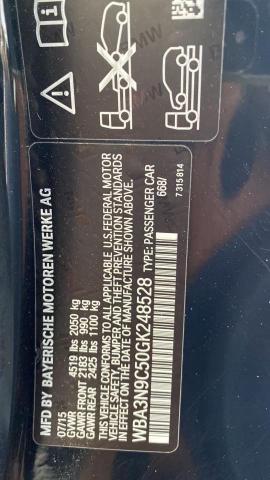 MFD BY BAYERISCHE MOTOREN WERKE AG
07/15
GVWR 4519 lbs 2050 kg
GAWR FRONT 2183 lbs 990 kg
GAWR REAR 2423 lbs 1100 kg
THIS VEHICLE CONFORMS TO ALL APPLICABLE U.S. FEDERAL MOTOR
VEHICLE SAFETY, BUMPER AND THEFT PREVENTION STANDARDS
IN EFFECT ON THE DATE OF MANUFACTURE SHOWN ABOVE.
WBA3N9C50GK248528 TYPE: PASSENGER CAR
668/
7 315 814
BMW